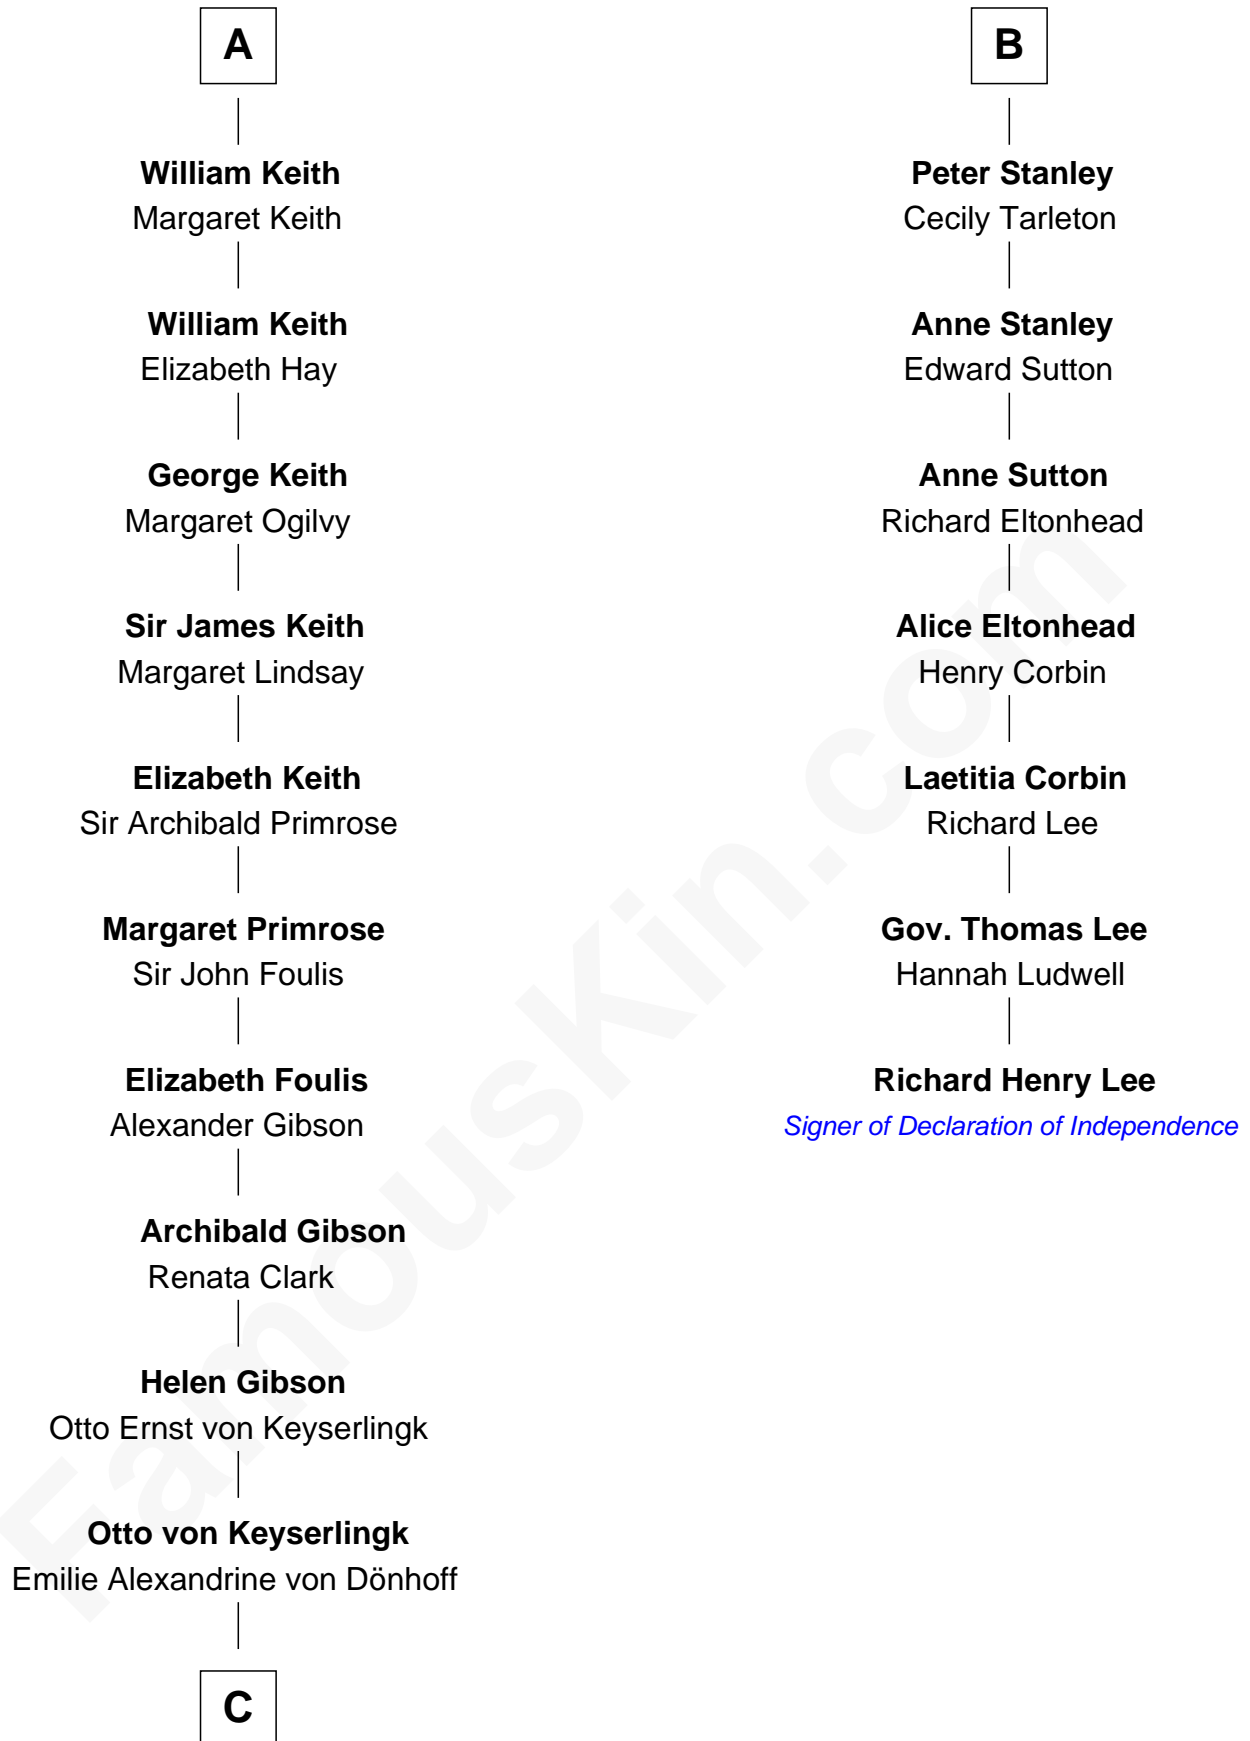 A
William Keith
Margaret Keith
William Keith
Elizabeth Hay
George Keith
Margaret Ogilvy
Sir James Keith
Margaret Lindsay
Elizabeth Keith
Sir Archibald Primrose
Margaret Primrose
Sir John Foulis
Elizabeth Foulis
Alexander Gibson
Archibald Gibson
Renata Clark
Helen Gibson
Otto Ernst von Keyserlingk
Otto von Keyserlingk
Emilie Alexandrine von Dönhoff
C
B
Peter Stanley
Cecily Tarleton
Anne Stanley
Edward Sutton
Anne Sutton
Richard Eltonhead
Alice Eltonhead
Henry Corbin
Laetitia Corbin
Richard Lee
Gov. Thomas Lee
Hannah Ludwell
Richard Henry Lee
Signer of Declaration of Independence
FamousKin.com